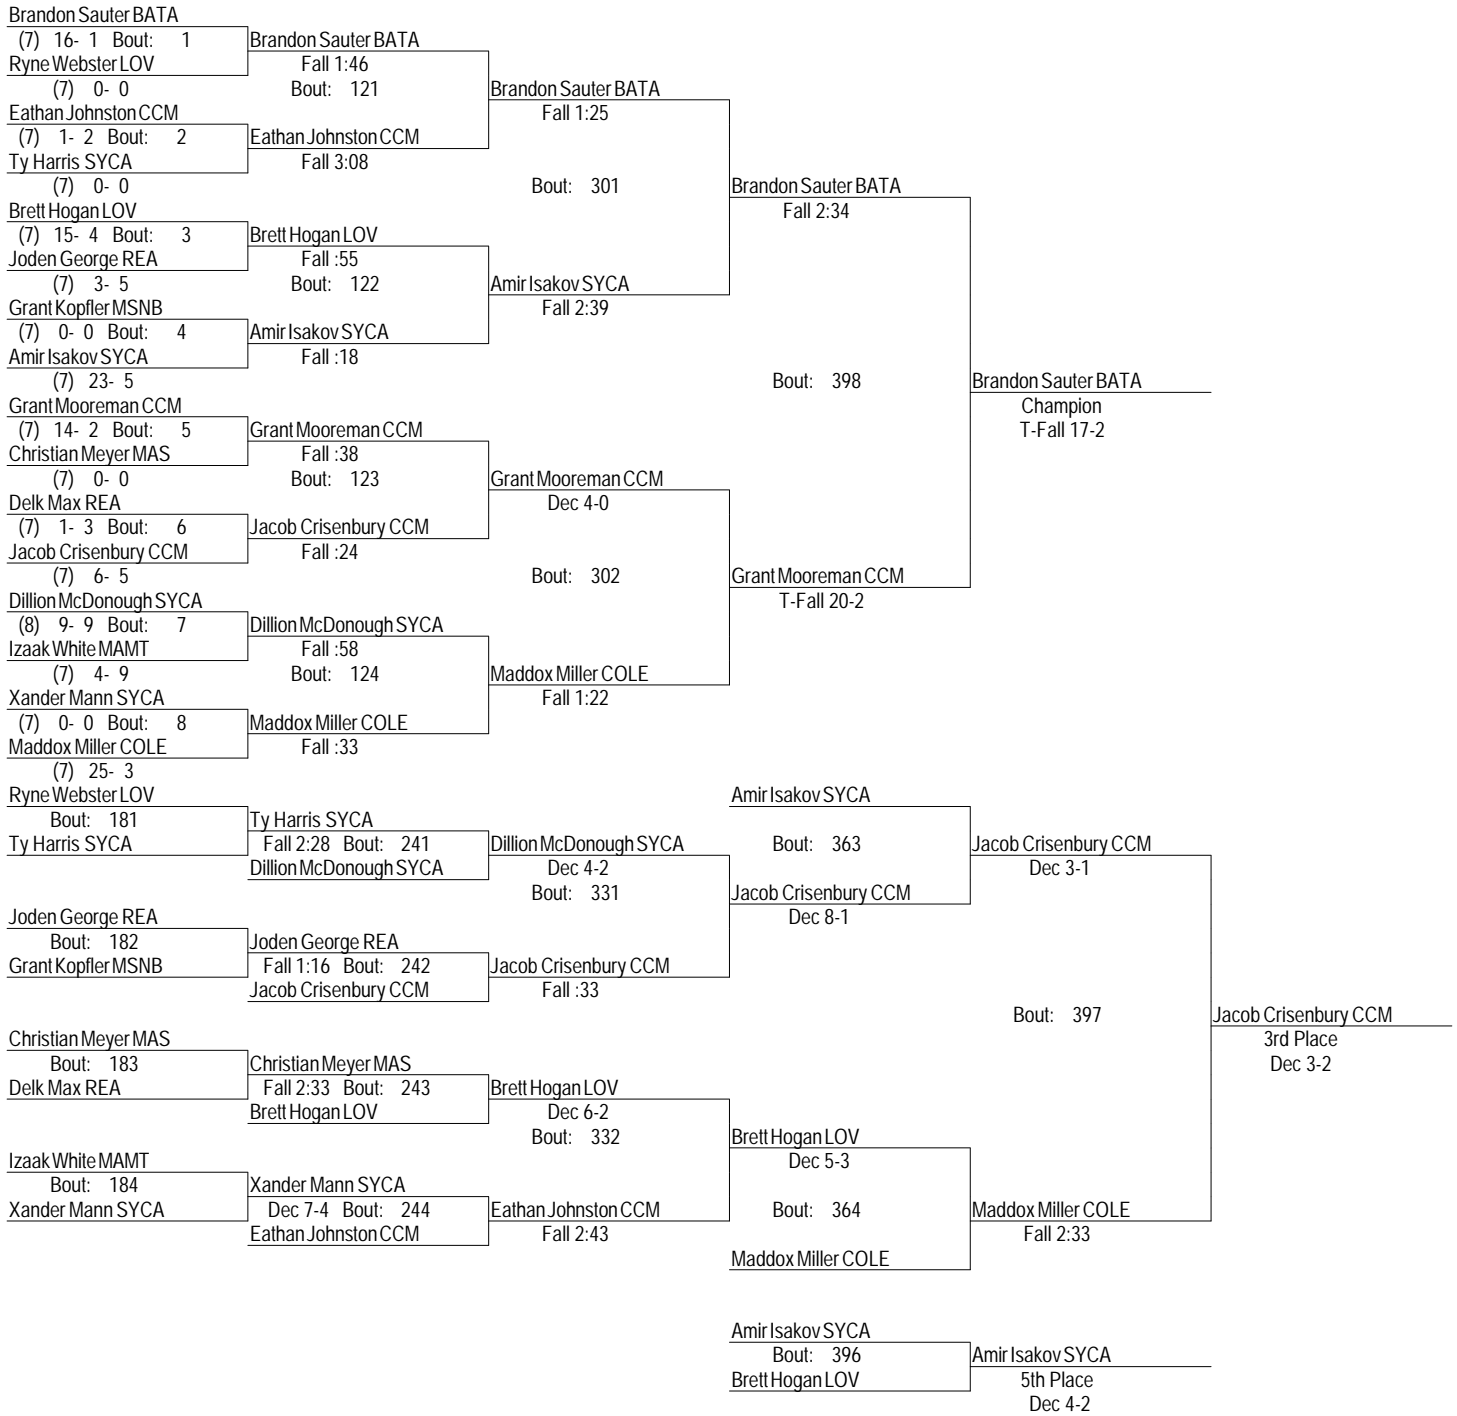 Brandon Sauter BATA
(7) 16- 1 Bout: 1
Ryne Webster LOV
(7) 0- 0
Eathan Johnston CCM
(7) 1- 2 Bout: 2
Ty Harris SYCA
(7) 0- 0
Brett Hogan LOV
(7) 15- 4 Bout: 3
Joden George REA
(7) 3- 5
Grant Kopfler MSNB
(7) 0- 0 Bout: 4
Amir Isakov SYCA
(7) 23- 5
Grant Mooreman CCM
(7) 14- 2 Bout: 5
Christian Meyer MAS
(7) 0- 0
Delk Max REA
(7) 1- 3 Bout: 6
Jacob Crisenbury CCM
(7) 6- 5
Dillion McDonough SYCA
(8) 9- 9 Bout: 7
Izaak White MAMT
(7) 4- 9
Xander Mann SYCA
(7) 0- 0 Bout: 8
Maddox Miller COLE
(7) 25- 3
Brandon Sauter BATA
Fall 1:46
Bout: 121
Eathan Johnston CCM
Fall 3:08
Brett Hogan LOV
Fall :55
Bout: 122
Amir Isakov SYCA
Fall :18
Grant Mooreman CCM
Fall :38
Bout: 123
Jacob Crisenbury CCM
Fall :24
Dillion McDonough SYCA
Fall :58
Bout: 124
Maddox Miller COLE
Fall :33
Brandon Sauter BATA
Fall 1:25
Bout: 301
Amir Isakov SYCA
Fall 2:39
Grant Mooreman CCM
Dec 4-0
Bout: 302
Maddox Miller COLE
Fall 1:22
Brandon Sauter BATA
Fall 2:34
Bout: 398
Grant Mooreman CCM
T-Fall 20-2
Brandon Sauter BATA
Champion
T-Fall 17-2
Ryne Webster LOV
Bout: 181
Ty Harris SYCA
Joden George REA
Bout: 182
Grant Kopfler MSNB
Christian Meyer MAS
Bout: 183
Delk Max REA
Izaak White MAMT
Bout: 184
Xander Mann SYCA
Ty Harris SYCA
Fall 2:28 Bout: 241
Dillion McDonough SYCA
Joden George REA
Fall 1:16 Bout: 242
Jacob Crisenbury CCM
Christian Meyer MAS
Fall 2:33 Bout: 243
Brett Hogan LOV
Xander Mann SYCA
Dec 7-4 Bout: 244
Eathan Johnston CCM
Dillion McDonough SYCA
Dec 4-2
Bout: 331
Jacob Crisenbury CCM
Fall :33
Brett Hogan LOV
Dec 6-2
Bout: 332
Eathan Johnston CCM
Fall 2:43
Amir Isakov SYCA
Bout: 363
Jacob Crisenbury CCM
Dec 8-1
Brett Hogan LOV
Dec 5-3
Bout: 364
Maddox Miller COLE
Jacob Crisenbury CCM
Dec 3-1
Bout: 397
Maddox Miller COLE
Fall 2:33
Jacob Crisenbury CCM
3rd Place
Dec 3-2
Amir Isakov SYCA
Bout: 396
Brett Hogan LOV
Amir Isakov SYCA
5th Place
Dec 4-2